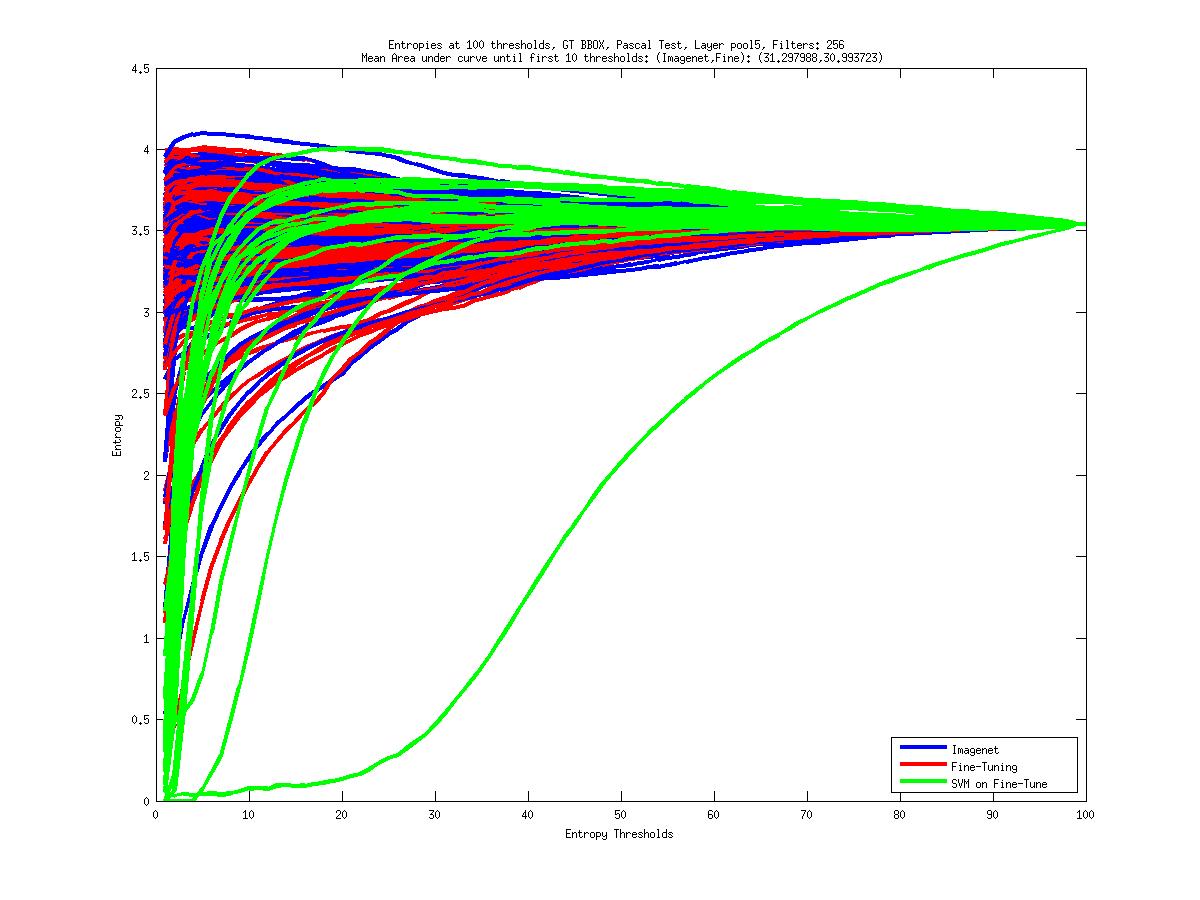 Entropies at 100 thresholds, GT BBOX, Pascal Test, Layer pool5, Filters: 256
Mean Area under curve until first 10 thresholds: (Imagenet,Fine): (31.297988,30.993723)
4.5
4
3.5
3
2.5
2
1.5
1
0.5
0
Entropy
Imagenet
Fine-Tuning
SVM on Fine-Tune
0 10 20 30 40 50 60 70 80 90 100
Entropy Thresholds